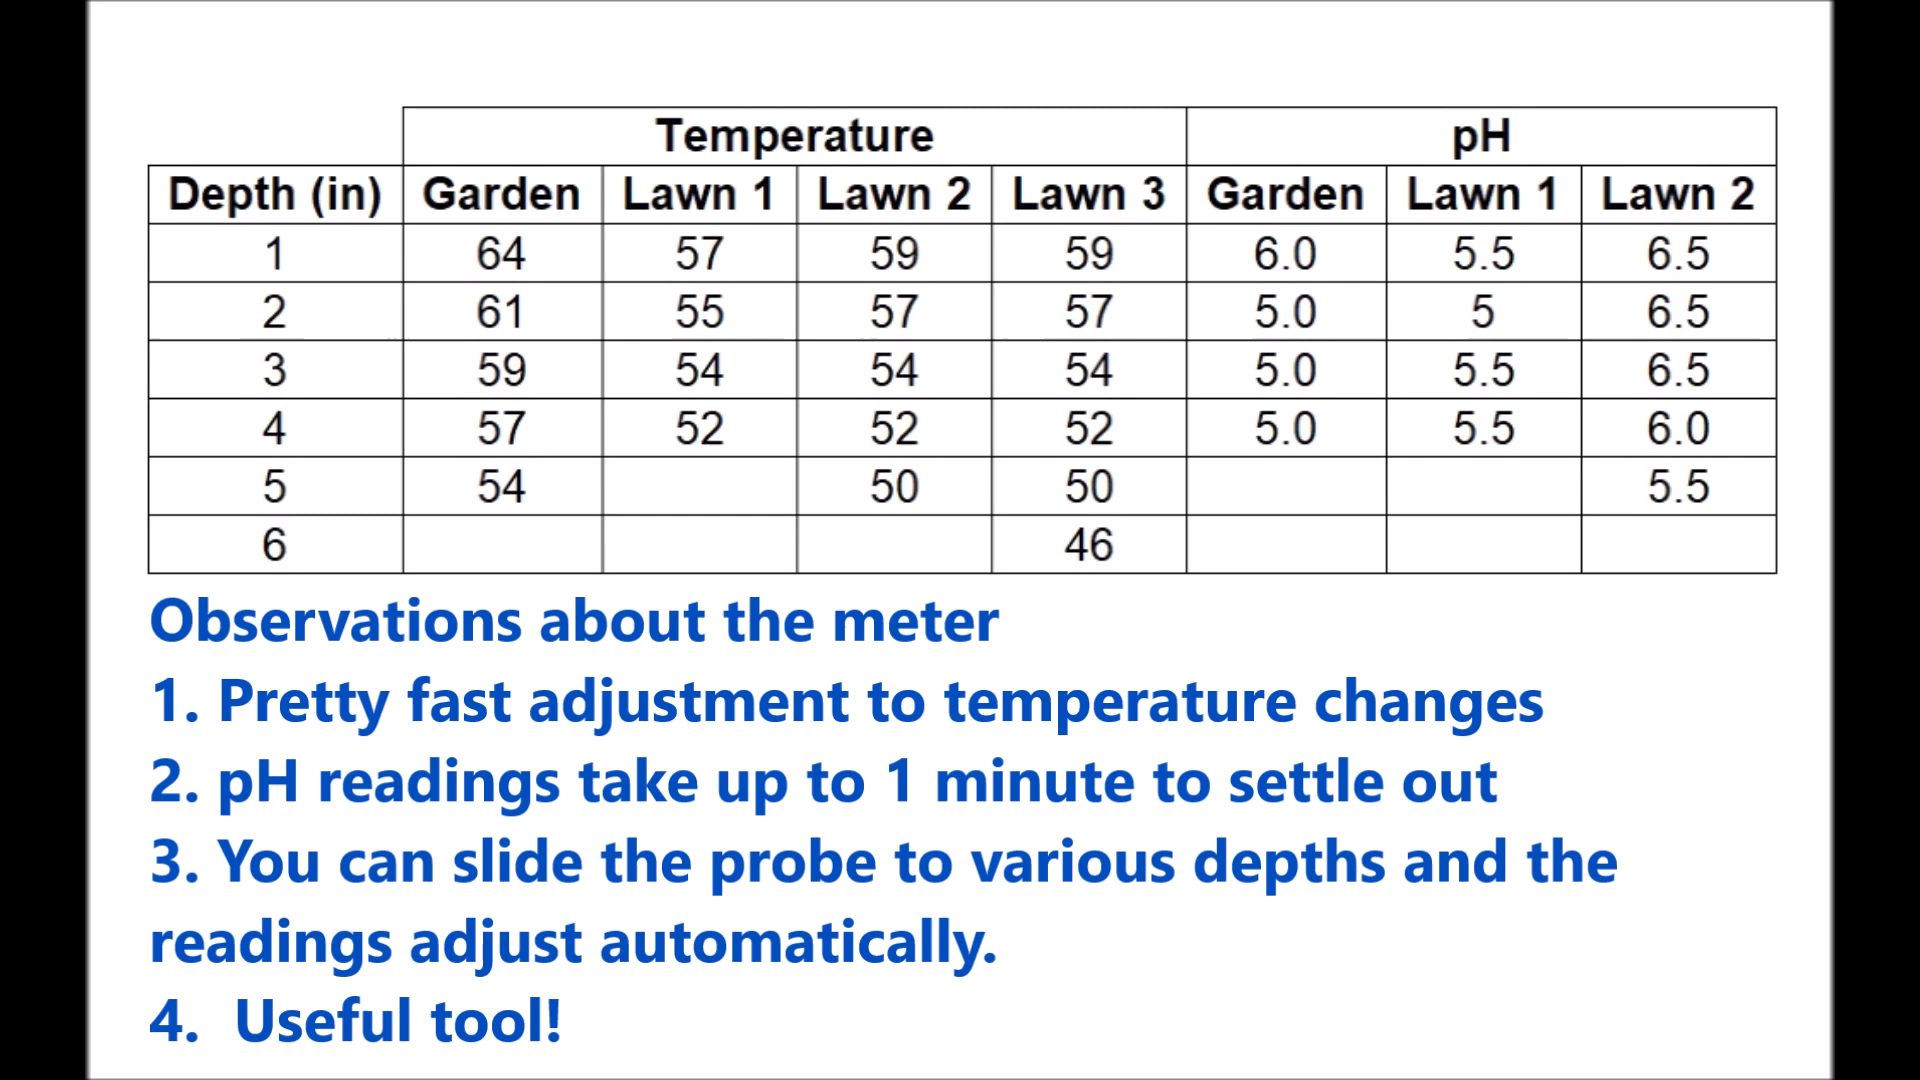 Temperature pH
Depth (in) Garden Lawn 1 Lawn 2 Lawn 3 Garden Lawn 1 Lawn 2
1 64 57 59 59 6.0 5.5 6.5
2 61 55 57 57 5.0 5 6.5
3 59 54 54 54 5.0 5.5 6.5
4 57 52 52 52 5.0 5.5 6.0
5 54 50 50 5.5
6 46
Observations about the meter
1. Pretty fast adjustment to temperature changes
2. pH readings take up to 1 minute to settle out
3. You can slide the probe to various depths and the
readings adjust automatically.
4. Useful tool!